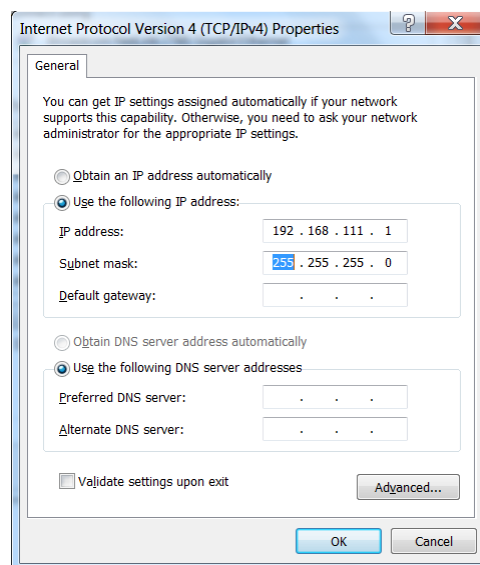 Internet Protocol Version 4 (TCP/IPv4) Properties
General
You can get IP settings assigned automatically if your network
supports this capability. Otherwise, you need to ask your network
administrator for the appropriate IP settings.
Obtain an IP address automatically
Use the following IP address:
IP address: 192 . 168 . 111 . 1
Subnet mask: 255 . 255 . 255 . 0
Default gateway: . . .
Obtain DNS server address automatically
Use the following DNS server addresses
Preferred DNS server: . . .
Alternate DNS server: . . .
Validate settings upon exit
Advanced...
OK Cancel